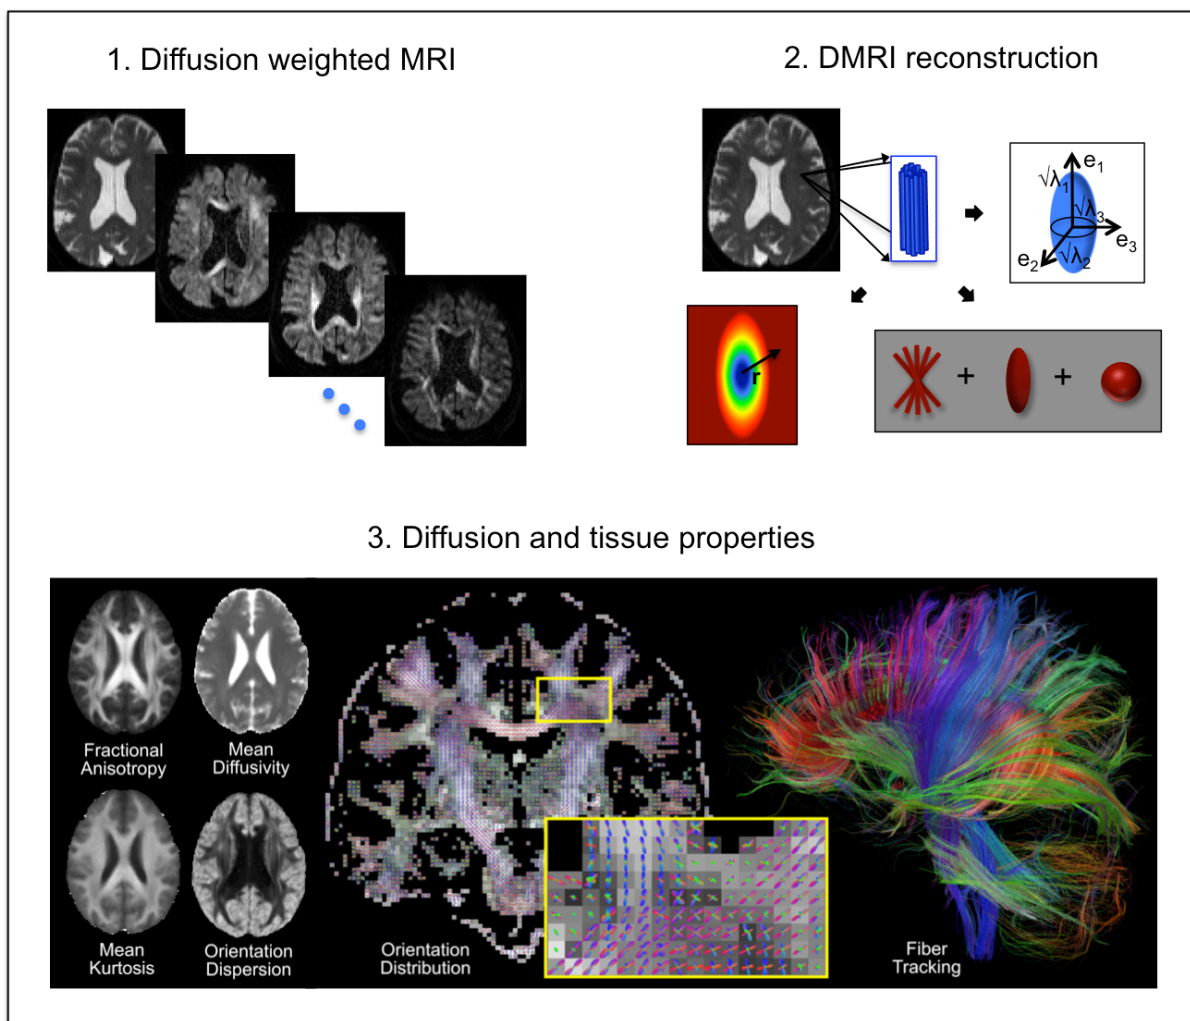 1. Diffusion weighted MRI
2. DMRI reconstruction
e1
√λ1
√λ3
e3
e2
√λ2
r
+
+
3. Diffusion and tissue properties
Fractional
Anisotropy
Mean
Diffusivity
Mean
Kurtosis
Orientation
Dispersion
Orientation
Distribution
Fiber
Tracking